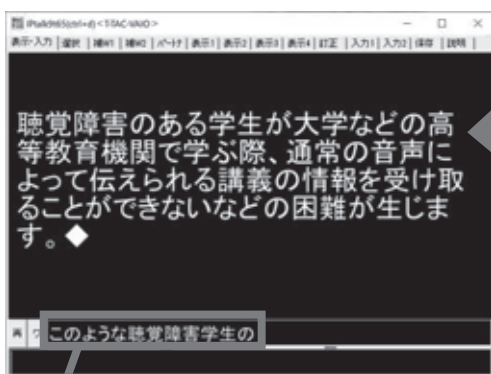 IPtalk9t65(ctrl+d)<T-TAC-VAIO>
表示・入力 選択 補助1 補助2 パートナ 表示1 表示2 表示3 表示4 訂正 入力1 入力2 保存 説明
聴覚障害のある学生が大学などの高
等教育機関で学ぶ際、通常の音声に
よって伝えられる講義の情報を受け取
ることができないなどの困難が生じま
す。◆
再 このような聴覚障害学生の